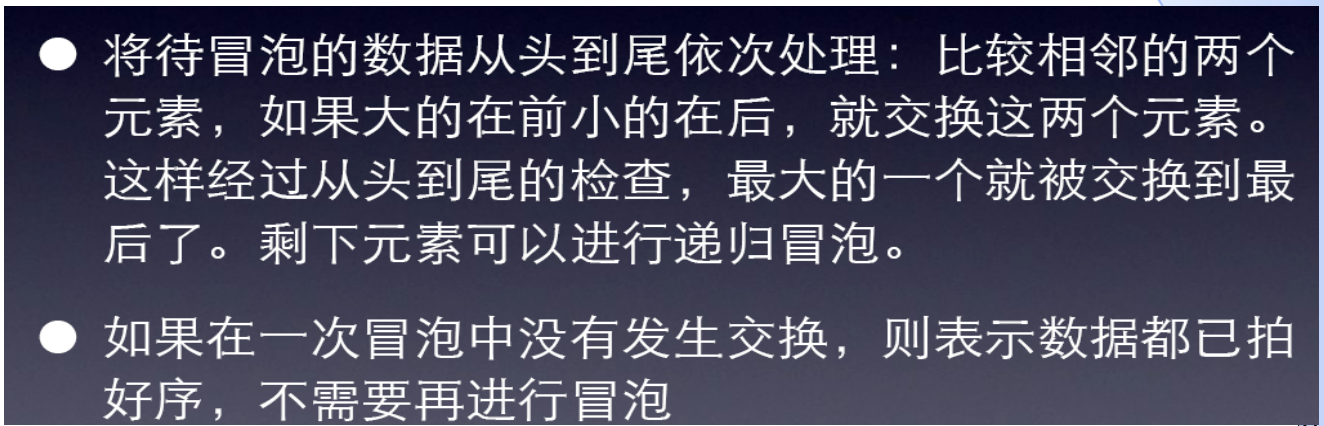 ● 将待冒泡的数据从头到尾依次处理：比较相邻的两个
元素，如果大的在前小的在后，就交换这两个元素。
这样经过从头到尾的检查，最大的一个就被交换到最
后了。剩下元素可以进行递归冒泡。
● 如果在一次冒泡中没有发生交换，则表示数据都已拍
好序，不需要再进行冒泡